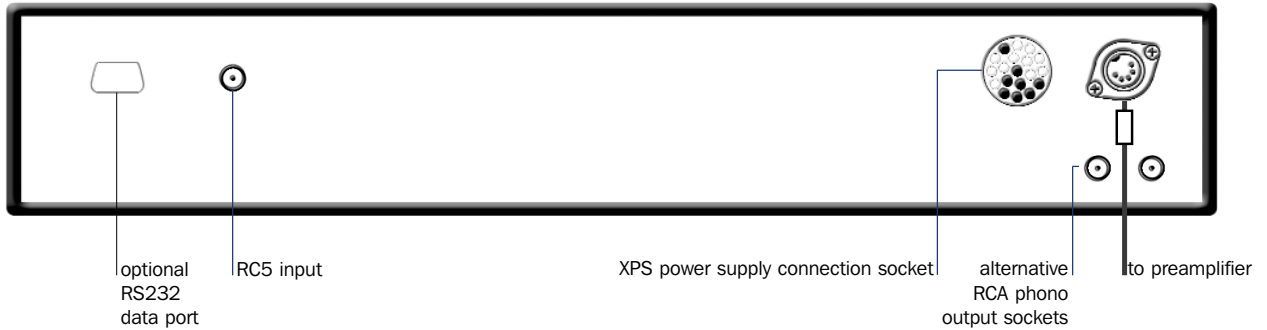 optional
RS232
data port
RC5 input
XPS power supply connection socket
alternative
RCA phono
output sockets
to preamplifier